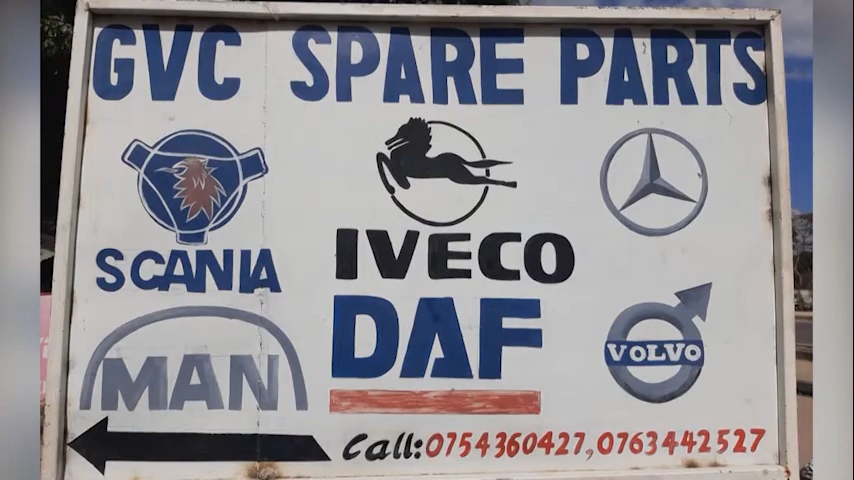 GVC SPARE PARTS
SCANIA
IVECO
MAN
DAF
VOLVO
Call:0754360427,0763442527